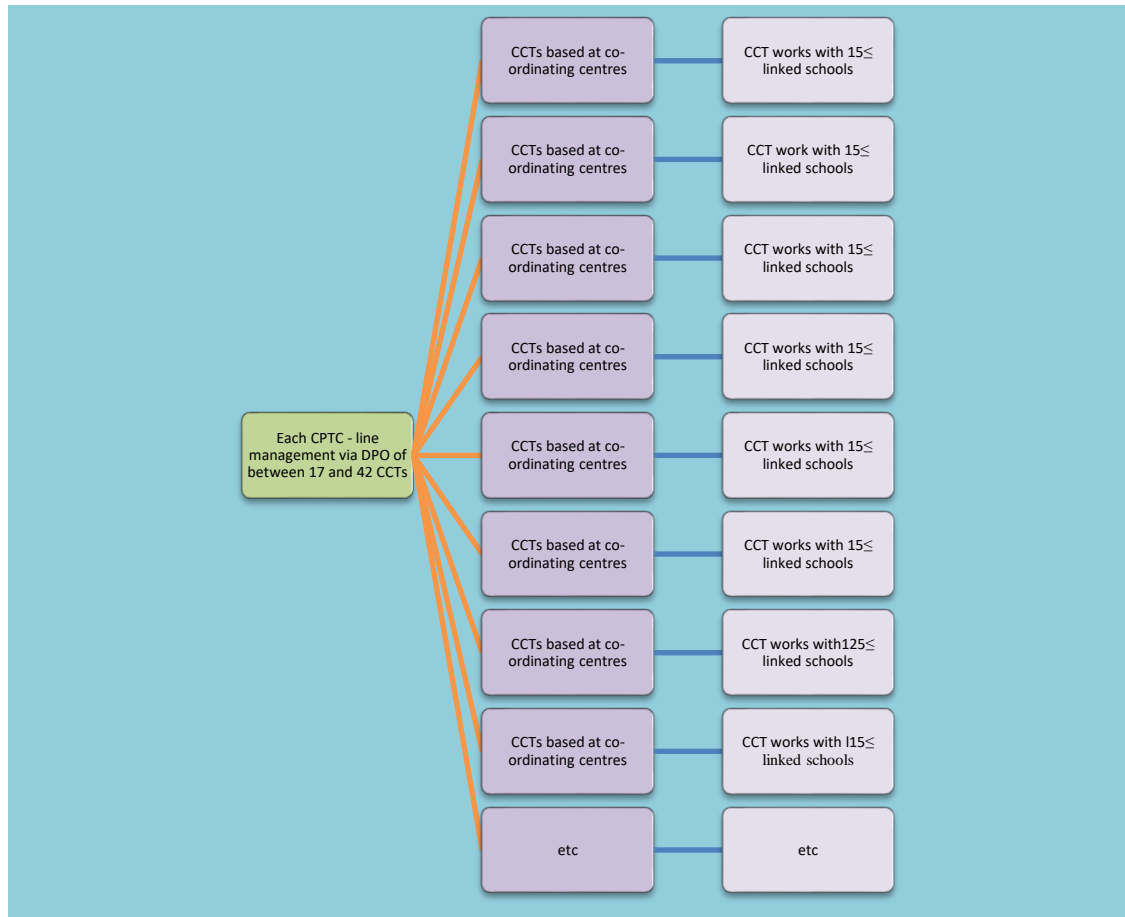 CCTs based at co-
ordinating centres
CCT works with 15≤
linked schools
CCTs based at co-
ordinating centres
CCT work with 15≤
linked schools
CCTs based at co-
ordinating centres
CCT works with 15≤
linked schools
CCTs based at co-
ordinating centres
CCT works with 15≤
linked schools
Each CPTC - line
management via DPO of
between 17 and 42 CCTs
CCTs based at co-
ordinating centres
CCT works with 15≤
linked schools
CCTs based at co-
ordinating centres
CCT works with 15≤
linked schools
CCTs based at co-
ordinating centres
CCT works with125≤
linked schools
CCTs based at co-
ordinating centres
CCT works with l15≤
linked schools
etc
etc